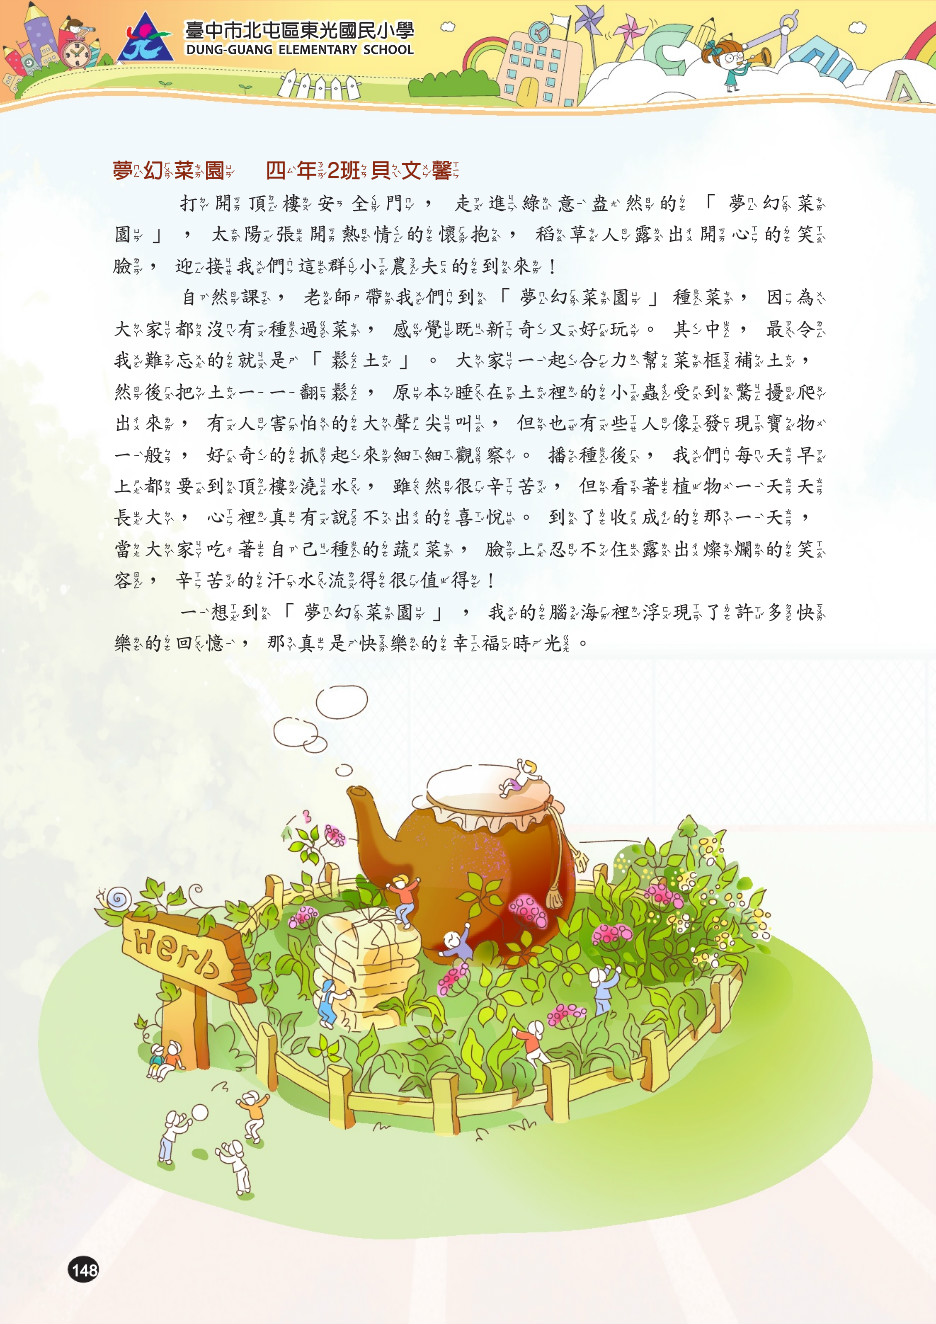 臺中市北屯區東光國民小學
DUNG-GUANG ELEMENTARY SCHOOL
夢幻菜園 四年2班貝文馨
打開頂樓安全門，走進綠意盎然的「夢幻菜
園」，太陽張開熱情的懷抱，稻草人露出開心的笑
臉，迎接我們這群小農夫的到來！
自然課，老師帶我們到「夢幻菜園」種菜，因為
大家都沒有種過菜，感覺既新奇又好玩。其中，最令
我難忘的就是「鬆土」。大家一起合力幫菜框補土，
然後把土一一翻鬆，原本睡在土裡的小蟲受到驚擾爬
出來，有人害怕的大聲尖叫，但也有些人像發現寶物
一般，好奇的抓起來細細觀察。播種後，我們每天早
上都要到頂樓澆水，雖然很辛苦，但看著植物一天天
長大，心裡真有說不出的喜悅。到了收成的那一天，
當大家吃著自己種的蔬菜，臉上忍不住露出燦爛的笑
容，辛苦的汗水流得很值得！
一想到「夢幻菜園」，我的腦海裡浮現了許多快
樂的回憶，那真是快樂的幸福時光。
Herb
148